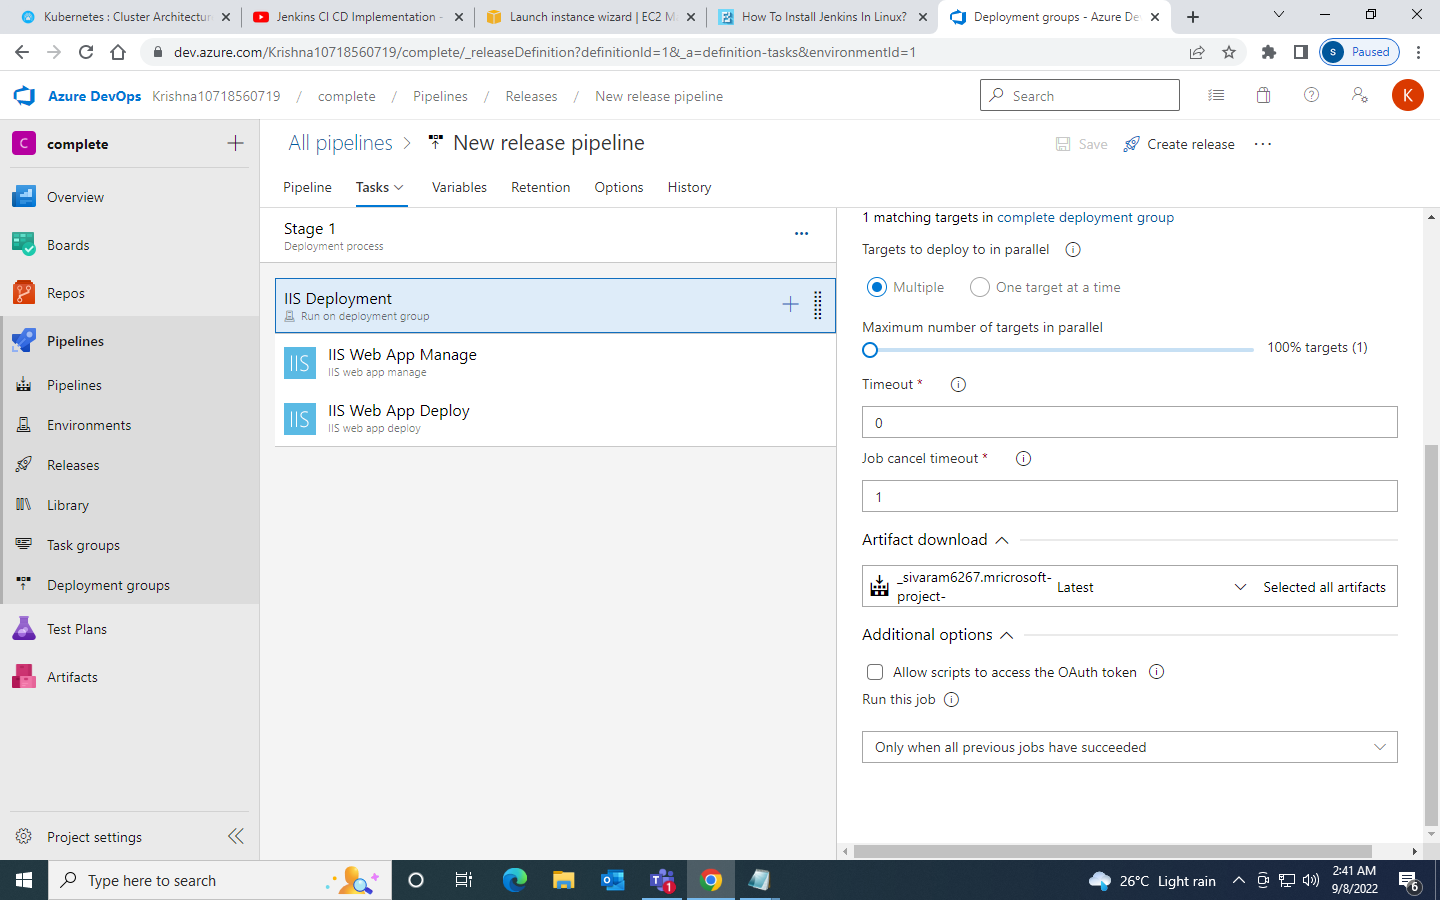 Kubernetes : Cluster Architectur
Jenkins CI CD Implementation -
Launch instance wizard | EC2 M
How To Install Jenkins In Linux?
Deployment groups - Azure De
dev.azure.com/Krishna10718560719/complete/_releaseDefinition?definitionId=1&_a=definition-tasks&environmentId=1
s Paused
Azure DevOps Krishna10718560719 / complete / Pipelines / Releases / New release pipeline
Search
K
C complete
Overview
Boards
Repos
Pipelines
Pipelines
Environments
Releases
Library
Task groups
Deployment groups
Test Plans
Artifacts
Project settings
All pipelines > New release pipeline
Save Create release ...
Pipeline Tasks Variables Retention Options History
Stage 1
Deployment process
IIS Deployment
Run on deployment group
IIS IIS Web App Manage
IIS web app manage
IIS IIS Web App Deploy
IIS web app deploy
1 matching targets in complete deployment group
Targets to deploy to in parallel
Multiple One target at a time
Maximum number of targets in parallel
100% targets (1)
Timeout *
0
Job cancel timeout *
1
Artifact download
_sivaram6267.mricrosoft-
project-
Latest
Selected all artifacts
Additional options
Allow scripts to access the OAuth token
Run this job
Only when all previous jobs have succeeded
Type here to search
1
26°C Light rain
2:41 AM
9/8/2022
6